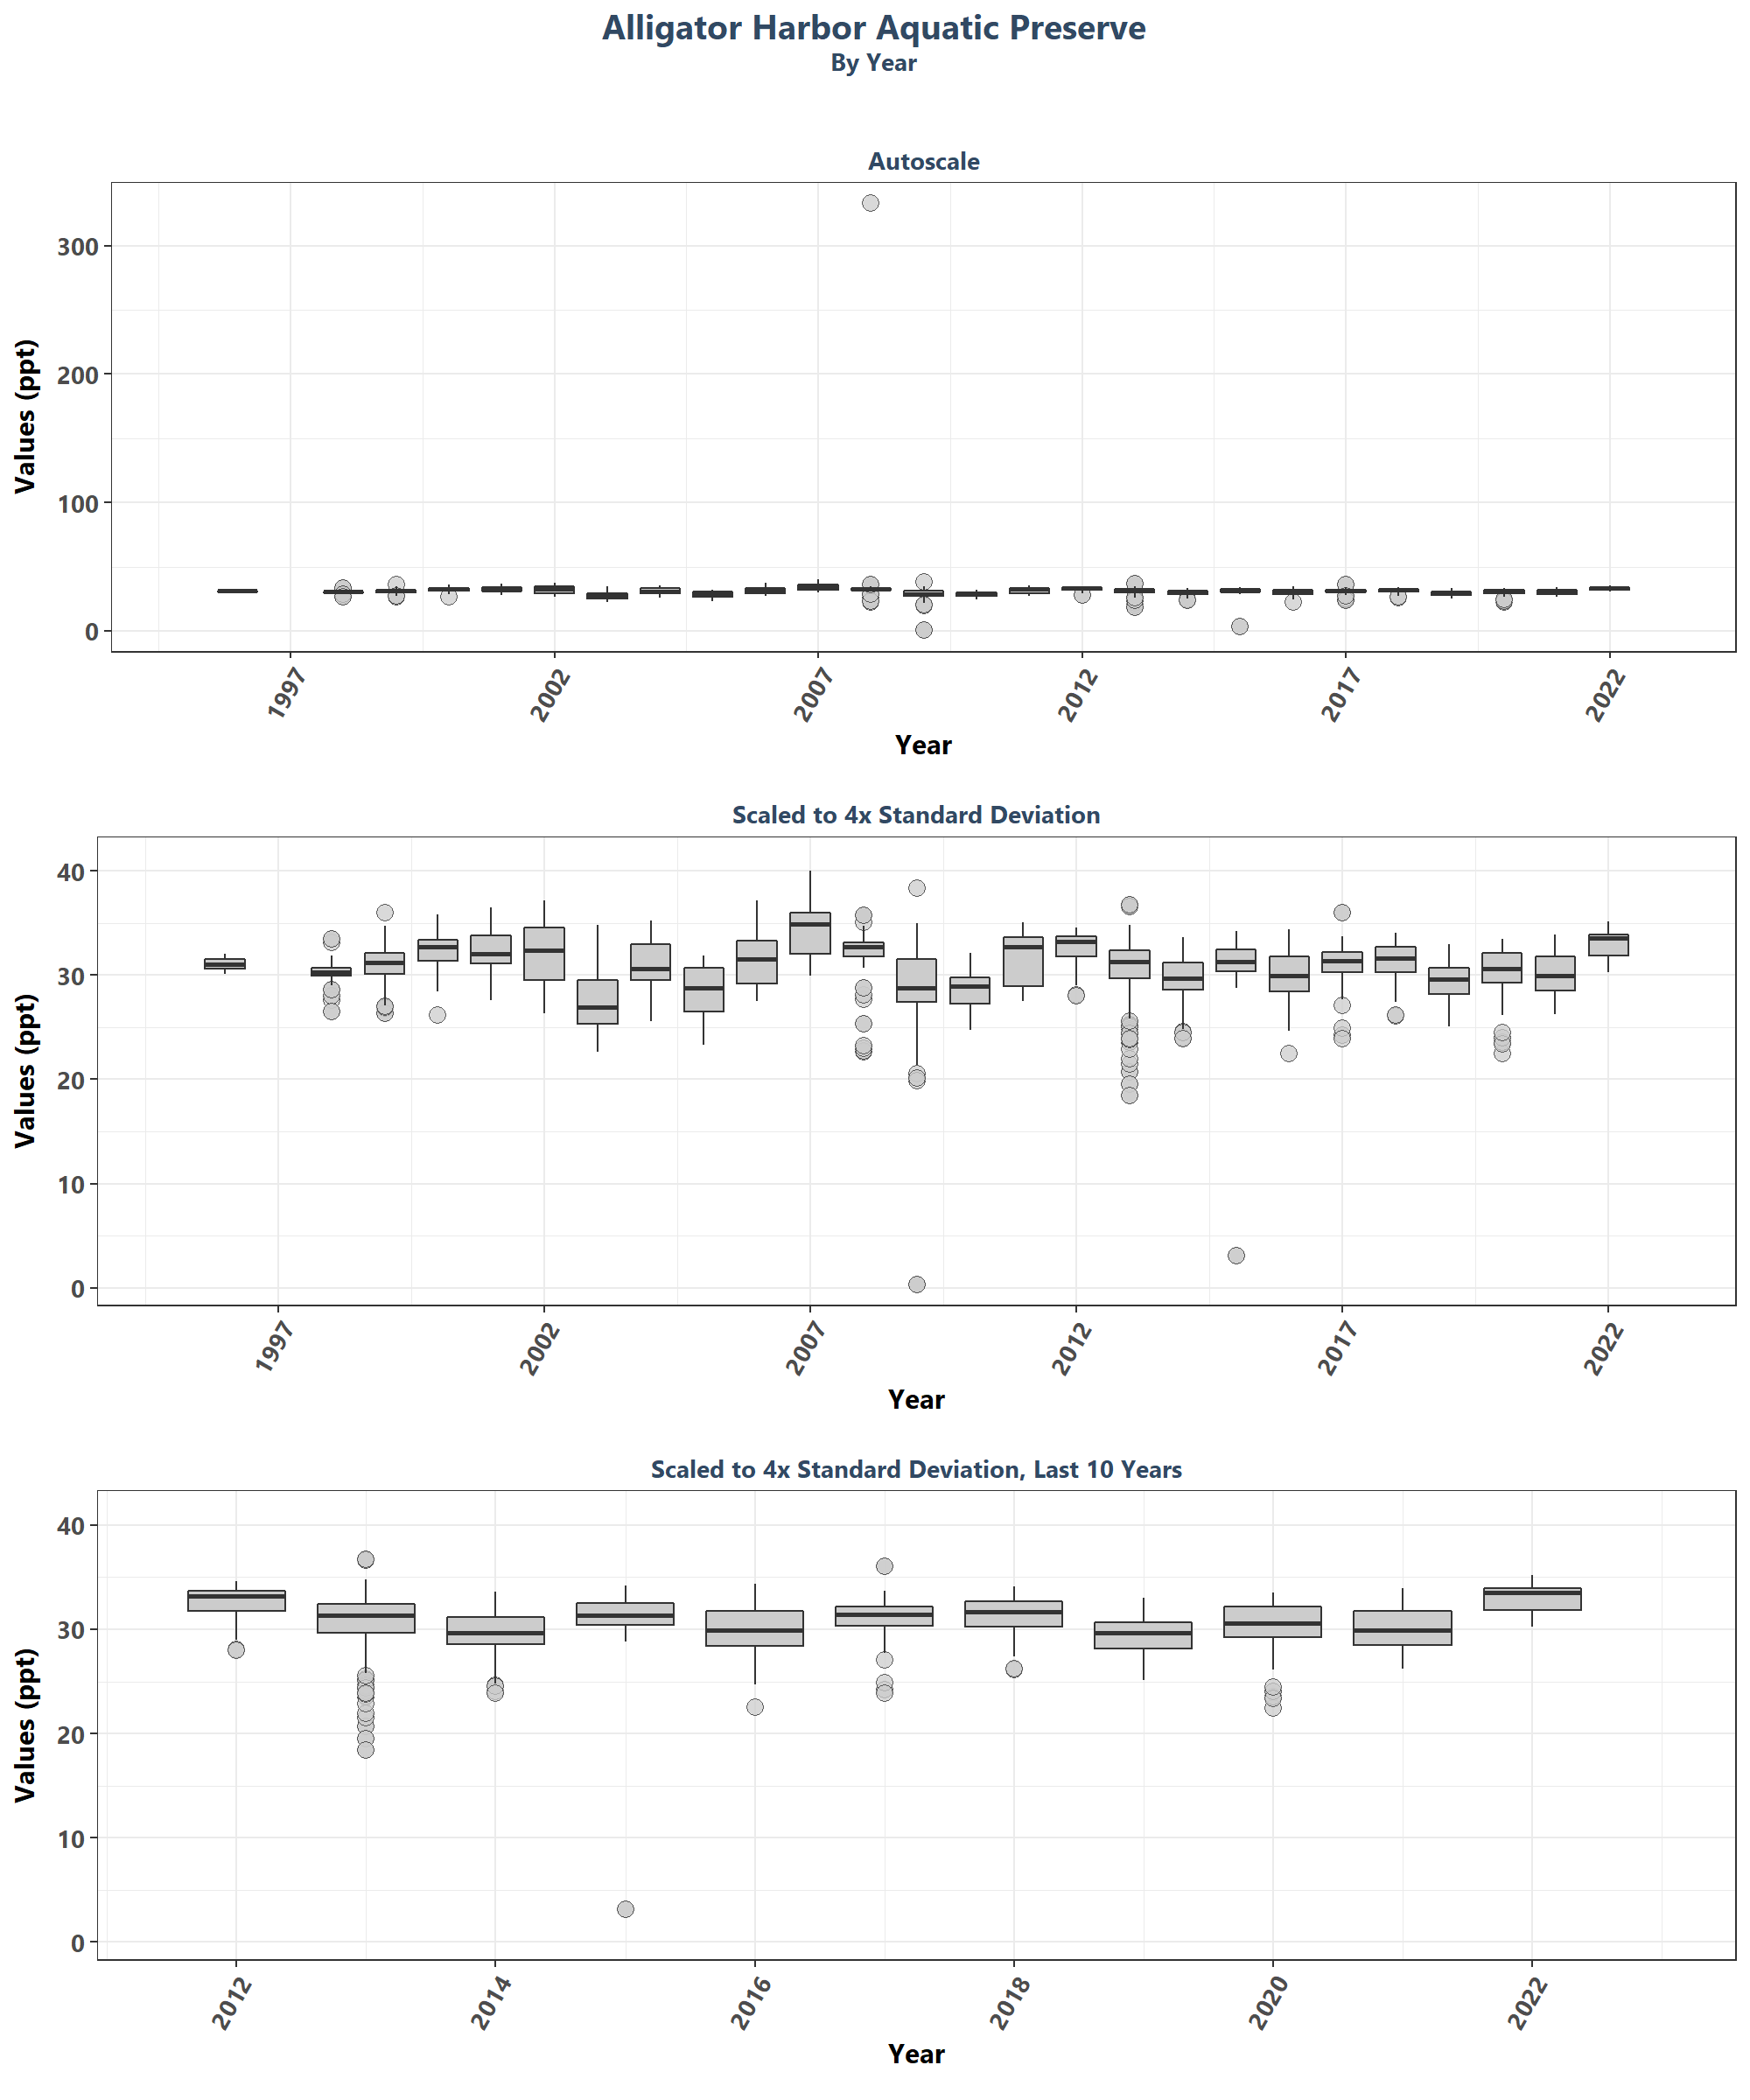 Alligator Harbor Aquatic Preserve
By Year
Autoscale
Values (ppt)
300
200
100
0
1997
2002
2007
2012
2017
2022
Year
Scaled to 4x Standard Deviation
Values (ppt)
40
30
20
10
0
1997
2002
2007
2012
2017
2022
Year
Scaled to 4x Standard Deviation, Last 10 Years
Values (ppt)
40
30
20
10
0
2012
2014
2016
2018
2020
2022
Year